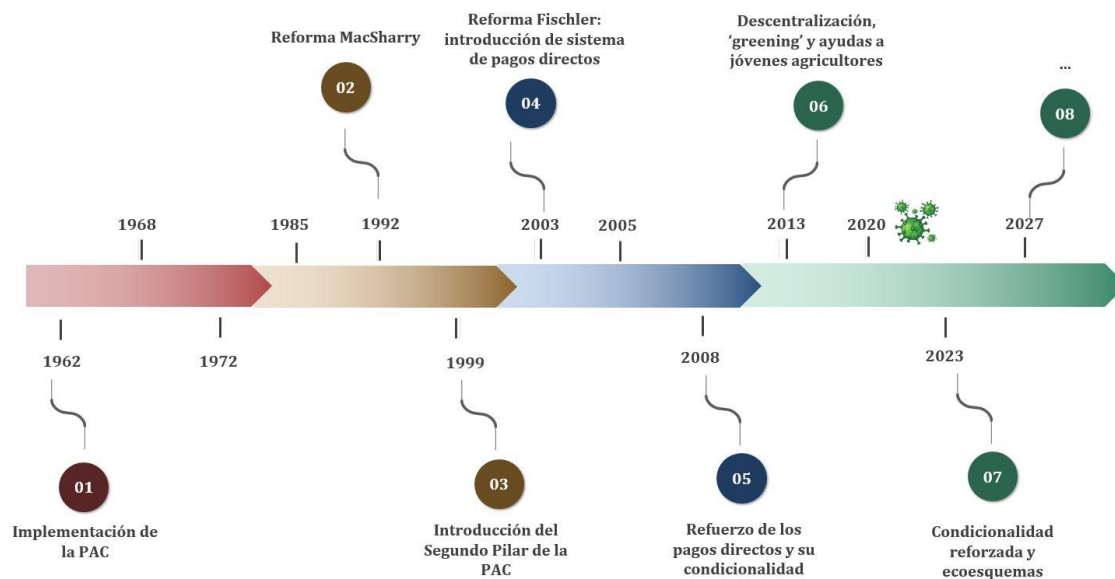 Reforma MacSharry
02
Reforma Fischler:
introducción de sistema
de pagos directos
04
Descentralización,
‘greening’ y ayudas a
jóvenes agricultores
06
...
08
1968
1985
1992
2003
2005
2013
2020
2027
1962
1972
1999
2008
2023
01
Implementación de
la PAC
03
Introducción del
Segundo Pilar de la
PAC
05
Refuerzo de los
pagos directos y su
condicionalidad
07
Condicionalidad
reforzada y
ecoesquemas